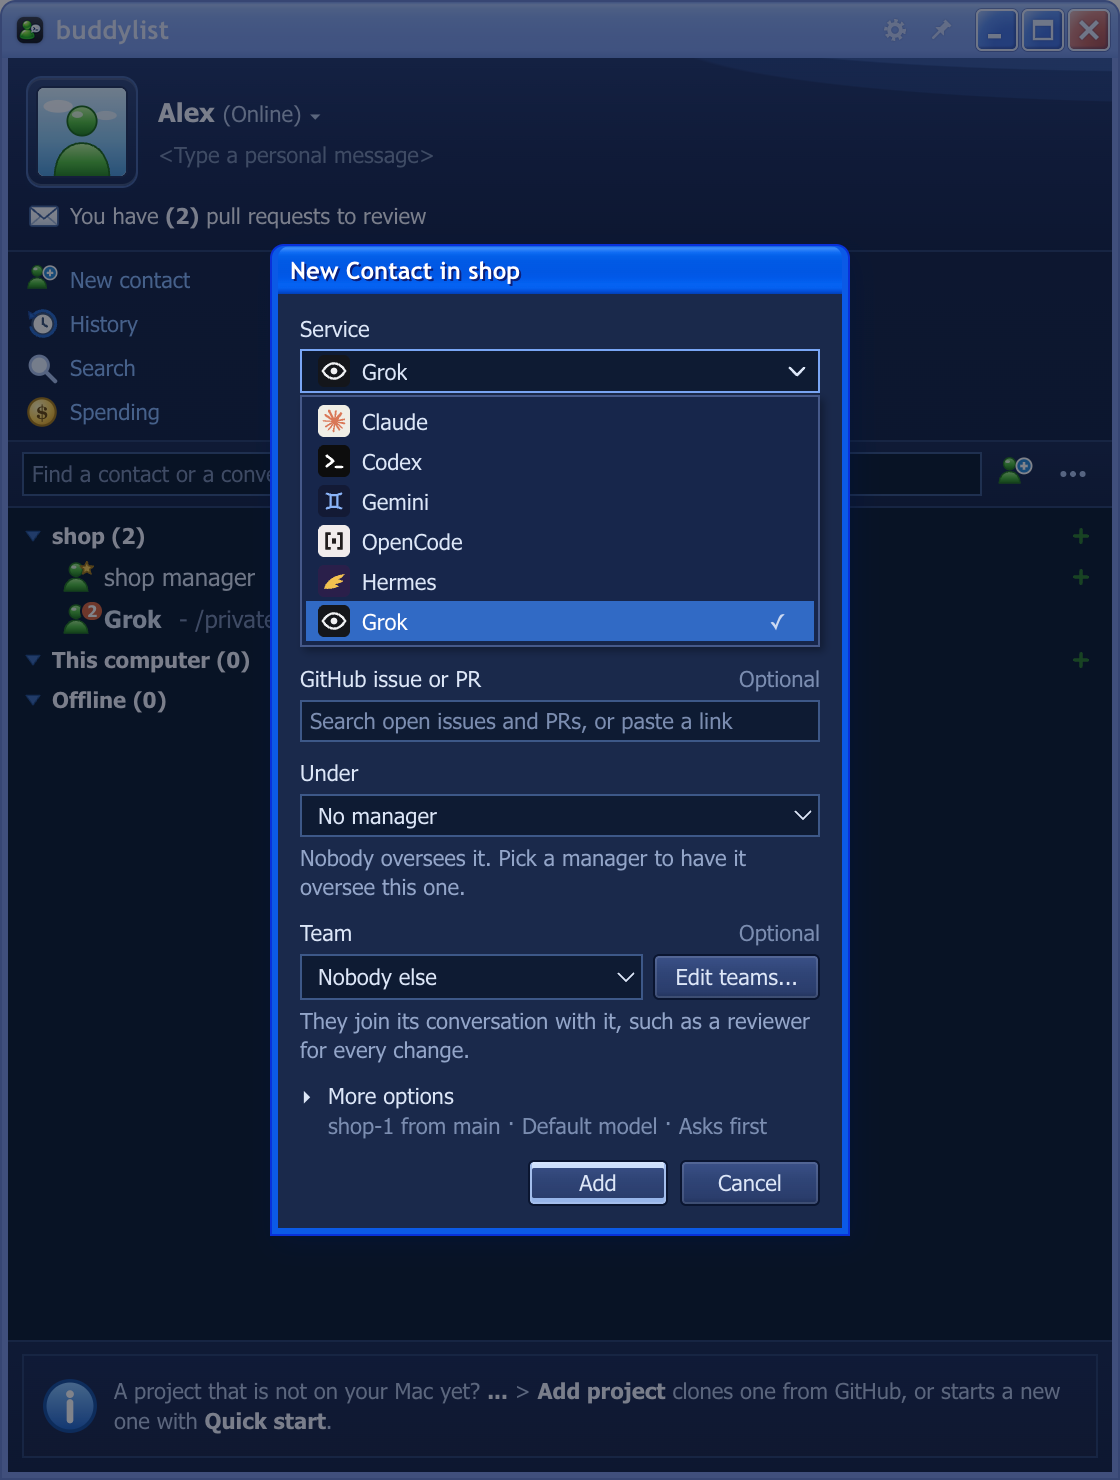 buddylist
Alex (Online)
<Type a personal message>
You have (2) pull requests to review
New contact
History
Search
Spending
Find a contact or a conve
shop (2)
shop manager
2
Grok - /private
This computer (0)
Offline (0)
New Contact in shop
Service
Grok
Claude
Codex
Gemini
OpenCode
Hermes
Grok
GitHub issue or PR Optional
Search open issues and PRs, or paste a link
Under
No manager
Nobody oversees it. Pick a manager to have it
oversee this one.
Team Optional
Nobody else Edit teams...
They join its conversation with it, such as a reviewer
for every change.
More options
shop-1 from main · Default model · Asks first
Add Cancel
A project that is not on your Mac yet? ... > Add project clones one from GitHub, or starts a new
one with Quick start.